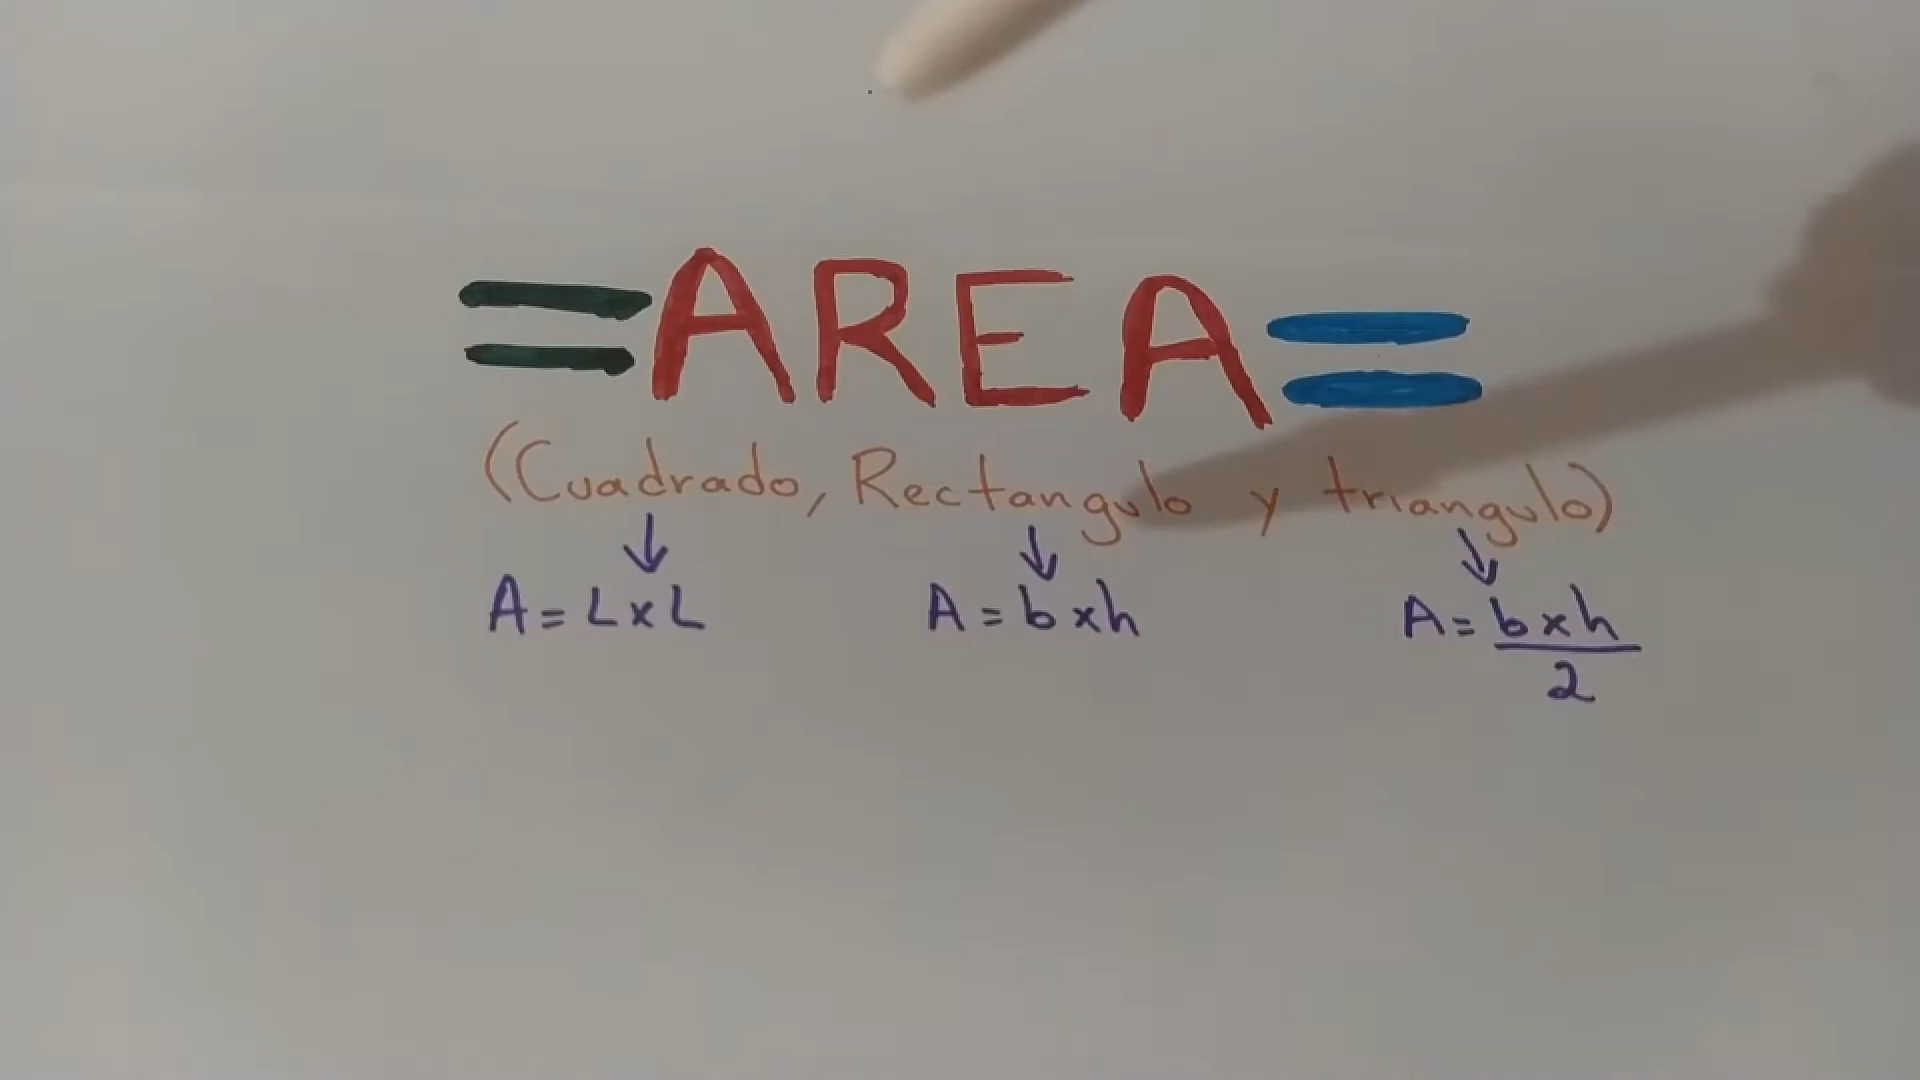 =AREA=
(Cuadrado, Rectangulo y triangulo)
A = L x L
A = b x h
A = b x h
2